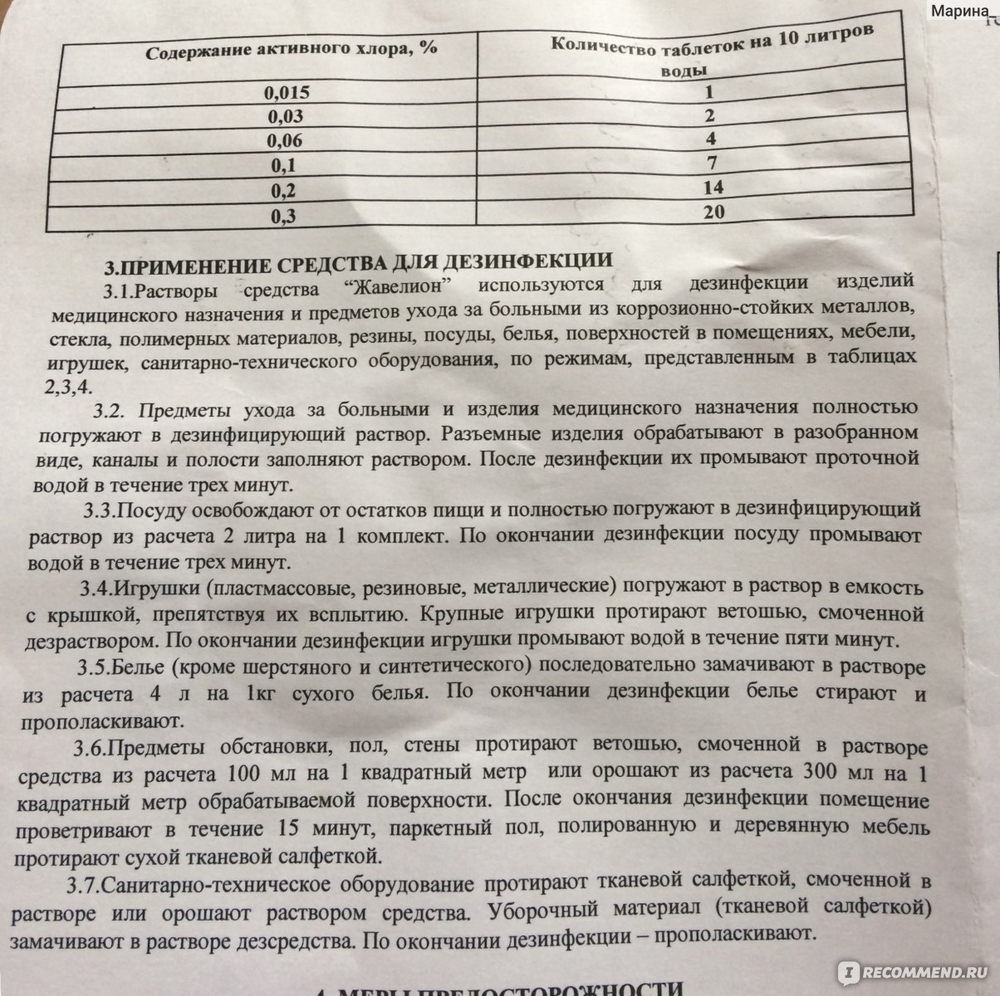 Марина_
Содержание активного хлора, % Количество таблеток на 10 литров
воды
0,015 1
0,03 2
0,06 4
0,1 7
0,2 14
0,3 20
3.ПРИМЕНЕНИЕ СРЕДСТВА ДЛЯ ДЕЗИНФЕКЦИИ
3.1.Растворы средства “Жавелион” используются для дезинфекции изделий
медицинского назначения и предметов ухода за больными из коррозионно-стойких металлов,
стекла, полимерных материалов, резины, посуды, белья, поверхностей в помещениях, мебели,
игрушек, санитарно-технического оборудования, по режимам, представленным в таблицах
2,3,4.
3.2. Предметы ухода за больными и изделия медицинского назначения полностью
погружают в дезинфицирующий раствор. Разъемные изделия обрабатывают в разобранном
виде, каналы и полости заполняют раствором. После дезинфекции их промывают проточной
водой в течение трех минут.
3.3.Посуду освобождают от остатков пищи и полностью погружают в дезинфицирующий
раствор из расчета 2 литра на 1 комплект. По окончании дезинфекции посуду промывают
водой в течение трех минут.
3.4.Игрушки (пластмассовые, резиновые, металлические) погружают в раствор в емкость
с крышкой, препятствуя их всплытию. Крупные игрушки протирают ветошью, смоченной
дезраствором. По окончании дезинфекции игрушки промывают водой в течение пяти минут.
3.5.Белье (кроме шерстяного и синтетического) последовательно замачивают в растворе
из расчета 4 л на 1кг сухого белья. По окончании дезинфекции белье стирают и
прополаскивают.
3.6.Предметы обстановки, пол, стены протирают ветошью, смоченной в растворе
средства из расчета 100 мл на 1 квадратный метр или орошают из расчета 300 мл на 1
квадратный метр обрабатываемой поверхности. После окончания дезинфекции помещение
проветривают в течение 15 минут, паркетный пол, полированную и деревянную мебель
протирают сухой тканевой салфеткой.
3.7.Санитарно-техническое оборудование протирают тканевой салфеткой, смоченной в
растворе или орошают раствором средства. Уборочный материал (тканевой салфеткой)
замачивают в растворе дезсредства. По окончании дезинфекции – прополаскивают.
4. МЕРЫ ПРЕДОСТОРОЖНОСТИ
IRECOMMEND.RU